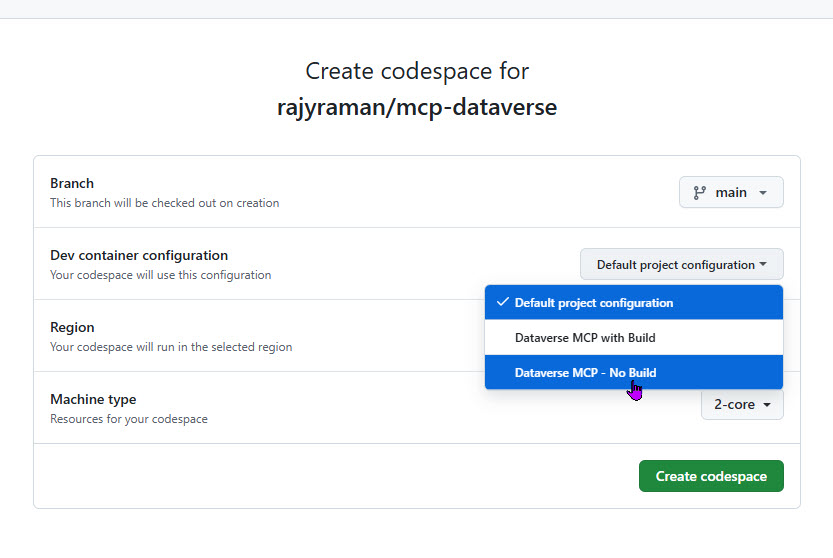 Create codespace for
rajyraman/mcp-dataverse
Branch
This branch will be checked out on creation
main
Dev container configuration
Your codespace will use this configuration
Default project configuration
Default project configuration
Dataverse MCP with Build
Dataverse MCP - No Build
Region
Your codespace will run in the selected region
Machine type
Resources for your codespace
2-core
Create codespace